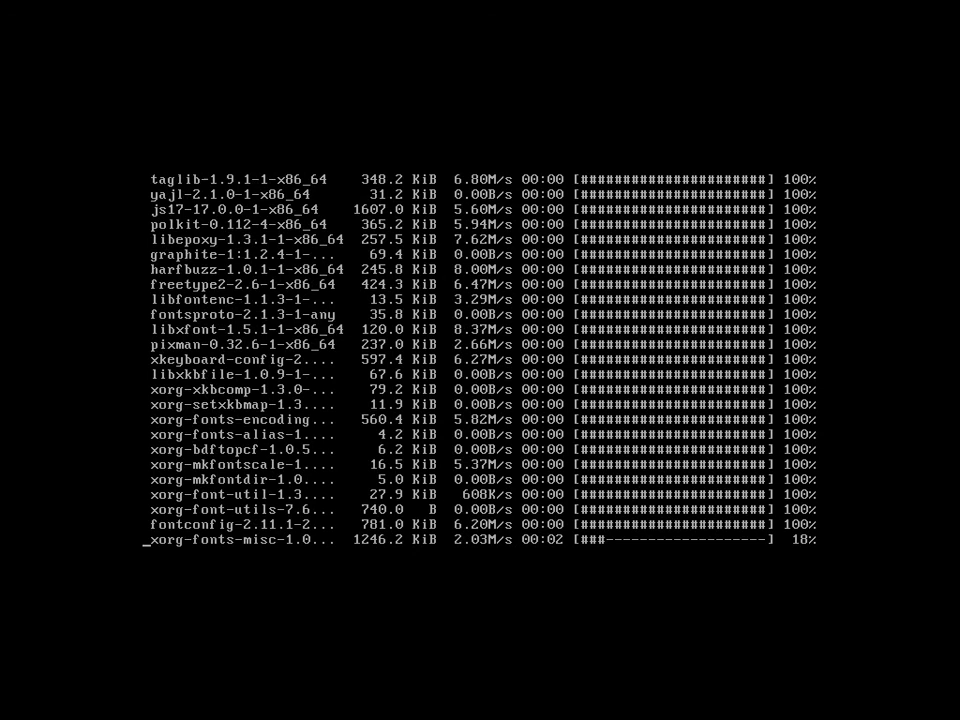 taglib-1.9.1-1-x86_64    348.2 KiB  6.80M/s 00:00 [######################] 100%
yajl-2.1.0-1-x86_64       31.2 KiB  0.00B/s 00:00 [######################] 100%
js17-17.0.0-1-x86_64    1607.0 KiB  5.60M/s 00:00 [######################] 100%
polkit-0.112-4-x86_64    365.2 KiB  5.94M/s 00:00 [######################] 100%
libepoxy-1.3.1-1-x86_64  257.5 KiB  7.62M/s 00:00 [######################] 100%
graphite-1:1.2.4-1-...    69.4 KiB  0.00B/s 00:00 [######################] 100%
harfbuzz-1.0.1-1-x86_64  245.8 KiB  8.00M/s 00:00 [######################] 100%
freetype2-2.6-1-x86_64   424.3 KiB  6.47M/s 00:00 [######################] 100%
libfontenc-1.1.3-1-...    13.5 KiB  3.29M/s 00:00 [######################] 100%
fontsproto-2.1.3-1-any    35.8 KiB  0.00B/s 00:00 [######################] 100%
libxfont-1.5.1-1-x86_64  120.0 KiB  8.37M/s 00:00 [######################] 100%
pixman-0.32.6-1-x86_64   237.0 KiB  2.66M/s 00:00 [######################] 100%
xkeyboard-config-2....   597.4 KiB  6.27M/s 00:00 [######################] 100%
libxkbfile-1.0.9-1-...    67.6 KiB  0.00B/s 00:00 [######################] 100%
xorg-xkbcomp-1.3.0-...    79.2 KiB  0.00B/s 00:00 [######################] 100%
xorg-setxkbmap-1.3....    11.9 KiB  0.00B/s 00:00 [######################] 100%
xorg-fonts-encoding...   560.4 KiB  5.82M/s 00:00 [######################] 100%
xorg-fonts-alias-1....     4.2 KiB  0.00B/s 00:00 [######################] 100%
xorg-bdftopcf-1.0.5...     6.2 KiB  0.00B/s 00:00 [######################] 100%
xorg-mkfontscale-1....    16.5 KiB  5.37M/s 00:00 [######################] 100%
xorg-mkfontdir-1.0....     5.0 KiB  0.00B/s 00:00 [######################] 100%
xorg-font-util-1.3....    27.9 KiB   608K/s 00:00 [######################] 100%
xorg-font-utils-7.6...   740.0   B  0.00B/s 00:00 [######################] 100%
fontconfig-2.11.1-2...   781.0 KiB  6.20M/s 00:00 [######################] 100%
_xorg-fonts-misc-1.0...  1246.2 KiB  2.03M/s 00:02 [###-------------------]  18%